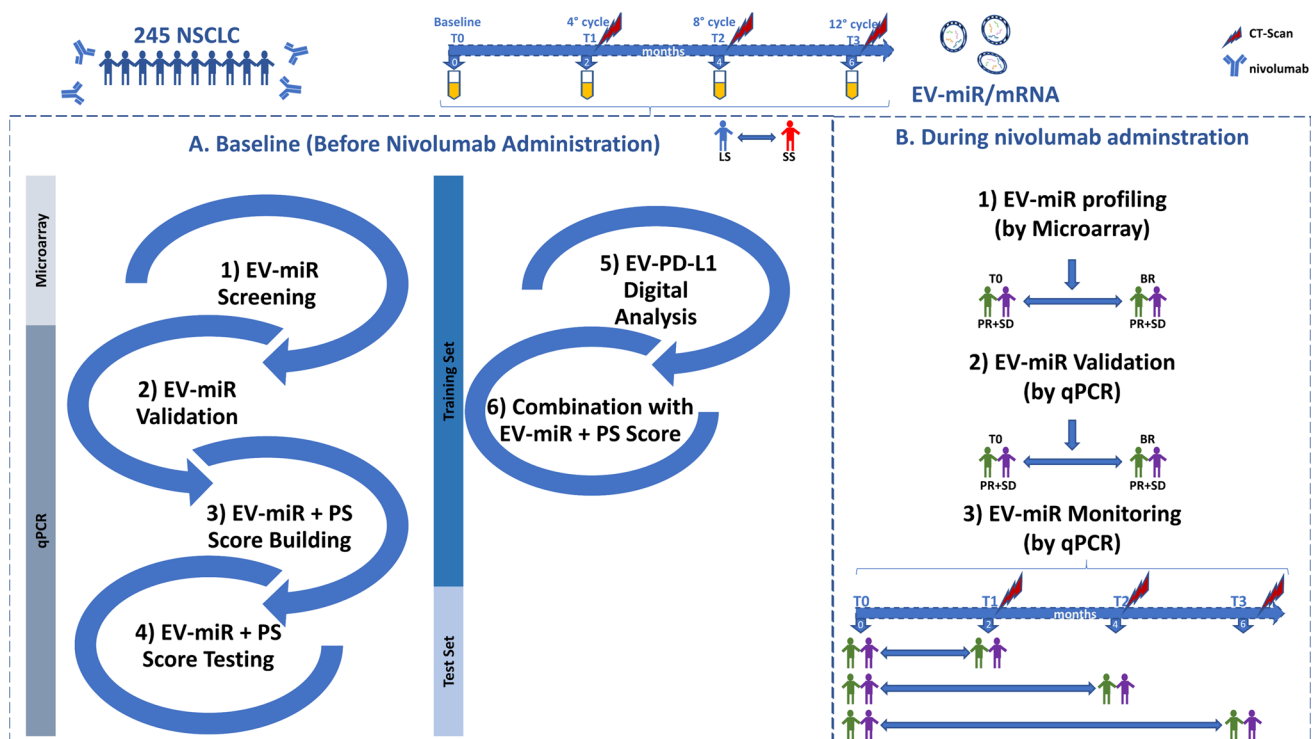 245 NSCLC
Baseline
T0
4° cycle
T1
8° cycle
T2
12° cycle
T3
months
0
2
4
6
EV-miR/mRNA
CT-Scan
nivolumab
A. Baseline (Before Nivolumab Administration)
LS
SS
Microarray
qPCR
1) EV-miR
Screening
2) EV-miR
Validation
3) EV-miR + PS
Score Building
4) EV-miR + PS
Score Testing
Training Set
Test Set
5) EV-PD-L1
Digital
Analysis
6) Combination with
EV-miR + PS Score
B. During nivolumab adminstration
1) EV-miR profiling
(by Microarray)
T0
BR
PR+SD
PR+SD
2) EV-miR Validation
(by qPCR)
T0
BR
PR+SD
PR+SD
3) EV-miR Monitoring
(by qPCR)
T0
T1
T2
T3
months
0
2
4
6